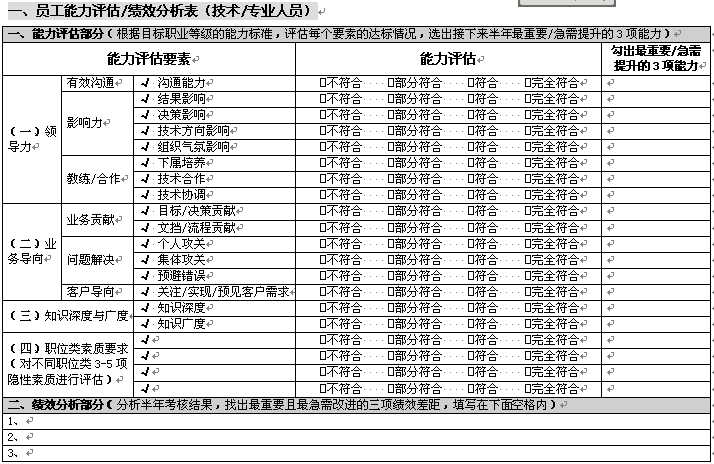 一、员工能力评估/绩效分析表（技术/专业人员）
一、能力评估部分（根据目标职业等级的能力标准，评估每个要素的达标情况，选出接下来半年最重要/急需提升的3项能力）
能力评估要素 能力评估 勾出最重要/急需
提升的3项能力
（一）领导力 有效沟通 √ 沟通能力 □不符合 □部分符合 □符合 □完全符合
影响力 √ 结果影响 □不符合 □部分符合 □符合 □完全符合
√ 决策影响 □不符合 □部分符合 □符合 □完全符合
√ 技术方向影响 □不符合 □部分符合 □符合 □完全符合
√ 组织气氛影响 □不符合 □部分符合 □符合 □完全符合
教练/合作 √ 下属培养 □不符合 □部分符合 □符合 □完全符合
√ 技术合作 □不符合 □部分符合 □符合 □完全符合
√ 技术协调 □不符合 □部分符合 □符合 □完全符合
（二）业务导向 业务贡献 √ 目标/决策贡献 □不符合 □部分符合 □符合 □完全符合
√ 文挡/流程贡献 □不符合 □部分符合 □符合 □完全符合
问题解决 √ 个人攻关 □不符合 □部分符合 □符合 □完全符合
√ 集体攻关 □不符合 □部分符合 □符合 □完全符合
√ 预避错误 □不符合 □部分符合 □符合 □完全符合
客户导向 √ 关注/实现/预见客户需求 □不符合 □部分符合 □符合 □完全符合
（三）知识深度与广度 √ 知识深度 □不符合 □部分符合 □符合 □完全符合
√ 知识广度 □不符合 □部分符合 □符合 □完全符合
（四）职位类素质要求 √ □不符合 □部分符合 □符合 □完全符合
（对不同职位类3-5项 √ □不符合 □部分符合 □符合 □完全符合
隐性素质进行评估） √ □不符合 □部分符合 □符合 □完全符合
√ □不符合 □部分符合 □符合 □完全符合
二、绩效分析部分（分析半年考核结果，找出最重要且最急需改进的三项绩效差距，填写在下面空格内）
1、
2、
3、